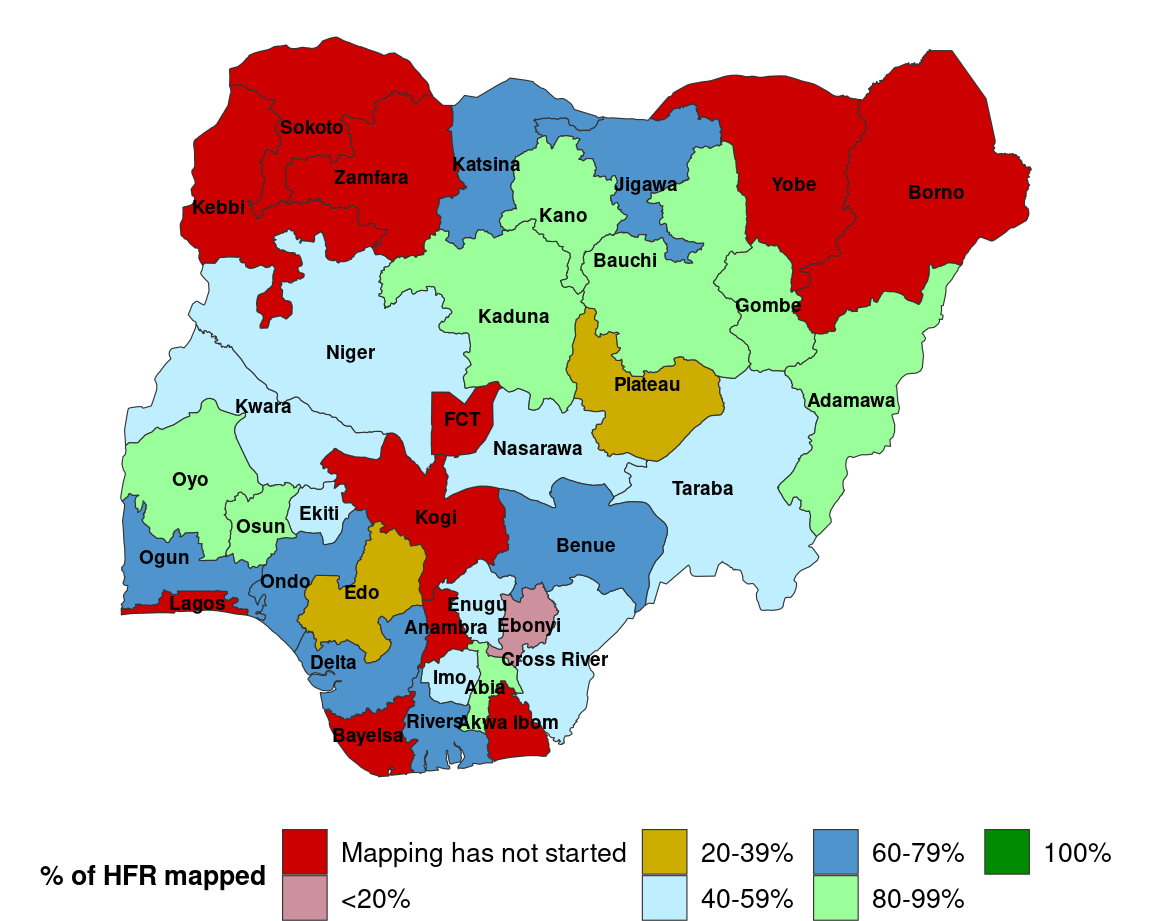 Sokoto
Katsina
Zamfara
Jigawa
Yobe
Borno
Kebbi
Kano
Bauchi
Gombe
Kaduna
Niger
Plateau
Adamawa
Kwara
FCT
Nasarawa
Oyo
Taraba
Ekiti
Kogi
Osun
Benue
Ogun
Ondo
Edo
Lagos
Enugu
Anambra
Ebonyi
Delta
Cross River
Imo
Abia
Rivers
Akwa Ibom
Bayelsa
% of HFR mapped
Mapping has not started
<20%
20-39%
40-59%
60-79%
80-99%
100%